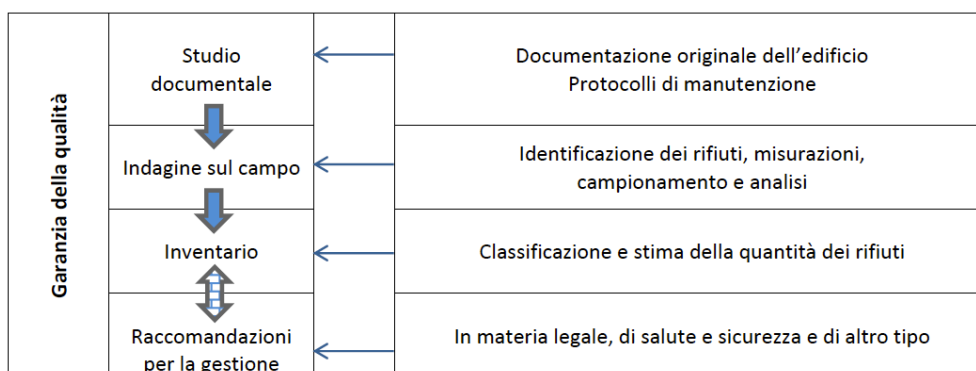 Garanzia della qualità
Studio
documentale
Documentazione originale dell'edificio
Protocolli di manutenzione
Indagine sul campo
Identificazione dei rifiuti, misurazioni,
campionamento e analisi
Inventario
Classificazione e stima della quantità dei rifiuti
Raccomandazioni
per la gestione
In materia legale, di salute e sicurezza e di altro tipo